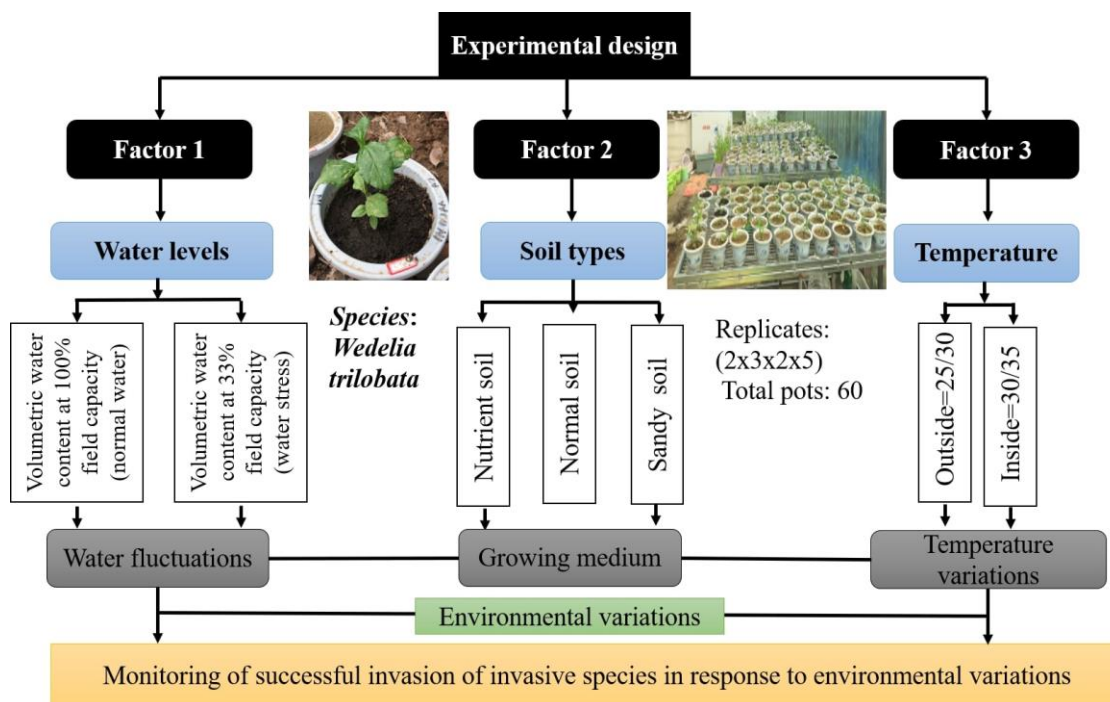 Experimental design
Factor 1
Factor 2
Factor 3
Water levels
Soil types
Temperature
Volumetric water
content at 100%
field capacity
(normal water)
Volumetric water
content at 33%
field capacity
(water stress)
Species:
Wedelia
trilobata
Nutrient soil
Normal soil
Sandy soil
Replicates:
(2x3x2x5)
Total pots: 60
Outside=25/30
Inside=30/35
Water fluctuations
Growing medium
Temperature
variations
Environmental variations
Monitoring of successful invasion of invasive species in response to environmental variations